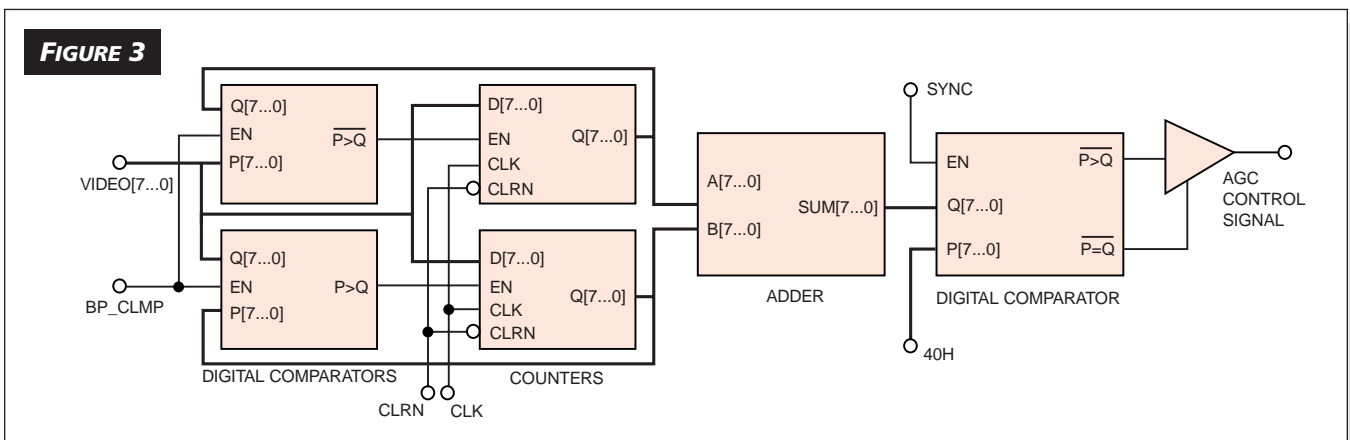 FIGURE 3
Q[7...0]
EN
P[7...0]
P>Q
D[7...0]
EN
CLK
CLRN
Q[7...0]
VIDEO[7...0]
BP_CLMP
Q[7...0]
EN
P[7...0]
P>Q
D[7...0]
EN
CLK
CLRN
Q[7...0]
DIGITAL COMPARATORS
COUNTERS
CLRN
CLK
A[7...0]
B[7...0]
SUM[7...0]
ADDER
SYNC
EN
Q[7...0]
P[7...0]
P>Q
P=Q
DIGITAL COMPARATOR
40H
AGC
CONTROL
SIGNAL